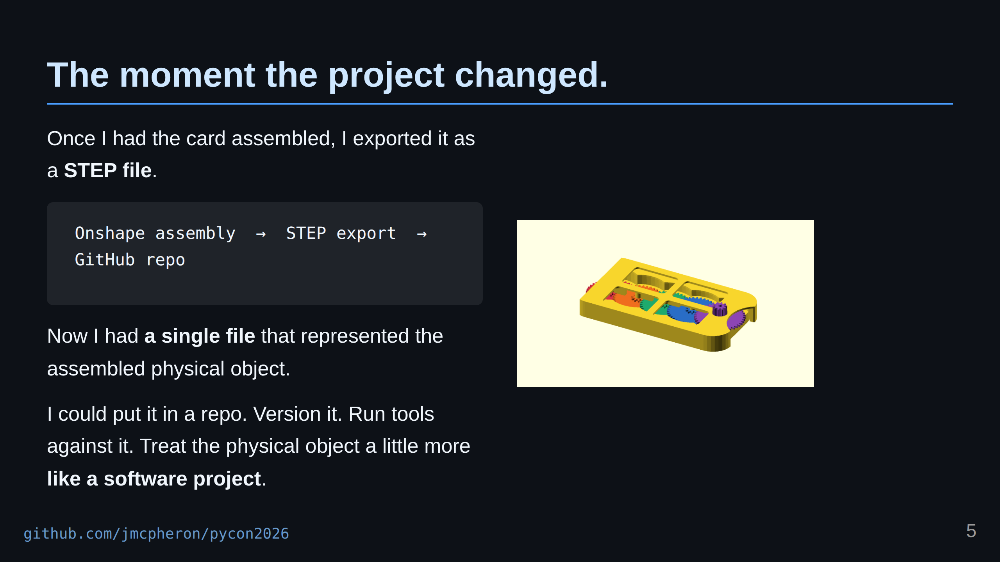 The moment the project changed.
Once I had the card assembled, I exported it as
a STEP file.
Onshape assembly  →  STEP export  →
GitHub repo
Now I had a single file that represented the
assembled physical object.
I could put it in a repo. Version it. Run tools
against it. Treat the physical object a little more
like a software project.
github.com/jmcpheron/pycon2026
5